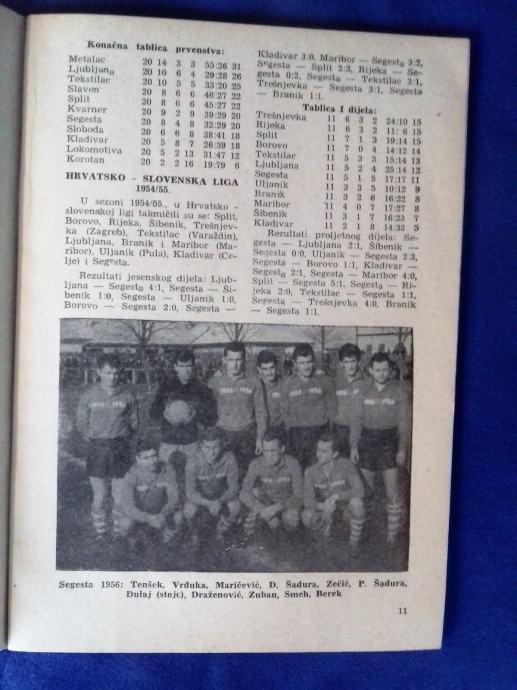 Konačna tablica prvenstva:
Metalac 20 14 3 3 55:26 31
Ljubljana 20 10 6 4 29:28 26
Tekstilac 20 10 5 5 33:20 25
Slaven 20 8 6 6 46:27 22
Split 20 8 6 6 45:27 22
Kvarner 20 9 2 9 39:29 20
Segesta 20 8 4 8 32:29 20
Sloboda 20 6 6 8 38:41 18
Kladivar 20 5 8 7 26:39 18
Lokomotiva 20 5 2 13 31:47 12
Korotan 20 2 2 16 19:79 6
HRVATSKO - SLOVENSKA LIGA
1954/55.
U sezoni 1954/55., u Hrvatsko -
slovenskoj ligi takmičili su se: Split,
Borovo, Rijeka, Šibenik, Trešnjev-
ka (Zagreb), Tekstilac (Varaždin),
Ljubljana, Branik i Maribor (Ma-
ribor), Uljanik (Pula), Kladivar (Ce-
lje) i Segesta.
Rezultati jesenskog dijela: Ljub-
ljana — Segesta 4:1, Segesta — Ši-
benik 1:0, Segesta — Uljanik 1:0,
Borovo — Segesta 2:0, Segesta —
Kladivar 3:0, Maribor — Segesta 3:2,
Segesta — Split 2:3, Rijeka — Se-
gesta 0:2, Segesta — Tekstilac 3:1,
Trešnjevka — Segesta 3:1, Segesta
— Branik 1:1.
Tablica I dijela:
Trešnjevka 11 6 3 2 24:10 15
Rijeka 11 6 3 2 11: 6 15
Split 11 7 1 3 19:14 15
Borovo 11 7 0 4 14:12 14
Tekstilac 11 5 3 3 15:14 13
Ljubljana 11 5 2 4 25:14 12
Segesta 11 5 1 5 17:17 11
Uljanik 11 3 3 5 10:12 9
Branik 11 3 2 6 16:22 8
Maribor 11 4 0 7 17:27 8
Šibenik 11 3 1 7 16:23 7
Kladivar 11 2 1 8 14:33 5
Rezultati proljetnog dijela: Se-
gesta — Ljubljana 2:1, Šibenik —
Segesta 0:0, Uljanik — Segesta 2:3,
Segesta — Borovo 1:1, Kladivar —
Segesta 2:1, Segesta — Maribor 4:0,
Split — Segesta 5:1, Segesta — Ri-
jeka 2:0, Tekstilac — Segesta 1:1,
Segesta — Trešnjevka 4:0, Branik
— Segesta 1:1.
Segesta 1956: Tenšek, Vrđuka, Maričević, D. Šadura, Zečić, P. Šadura,
Đulaj (stoje), Draženović, Zuban, Smeh, Berek
11